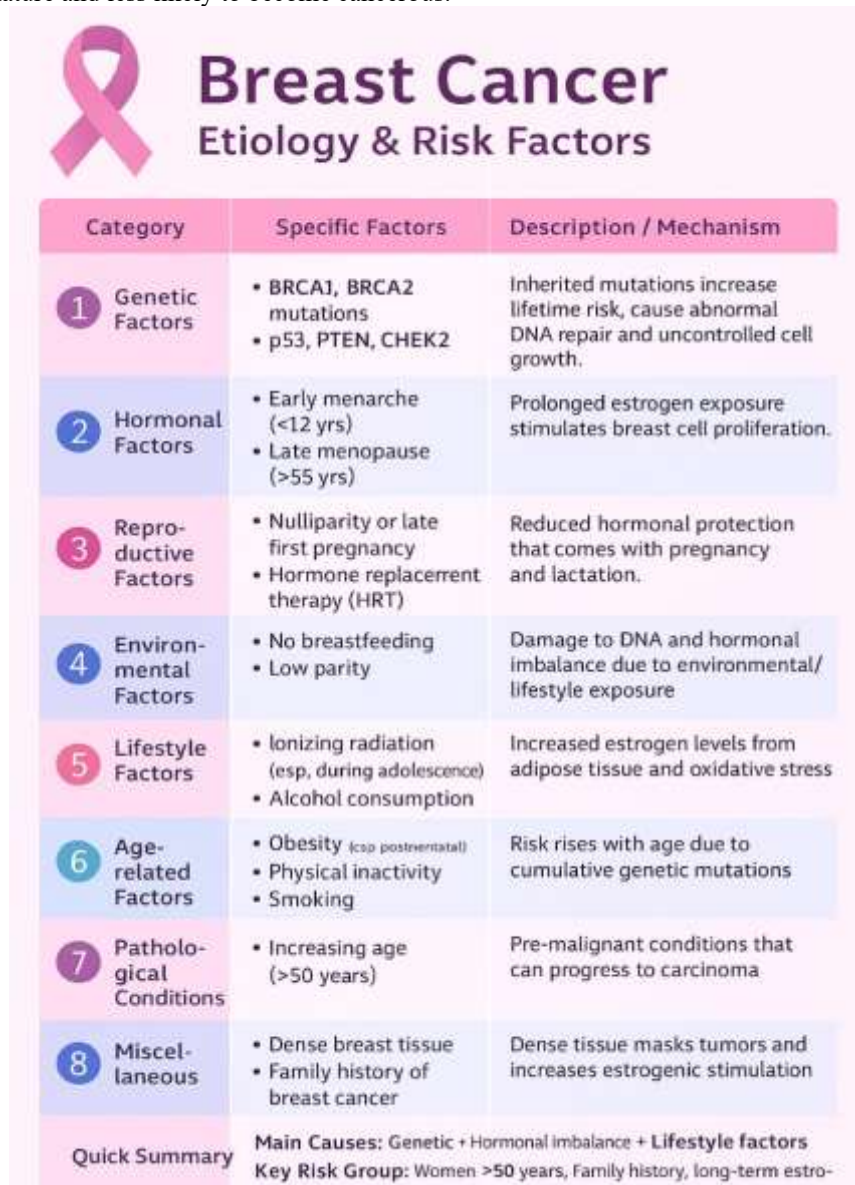 ature and less likely to become cancerous.
Breast Cancer
Etiology & Risk Factors
Category
Specific Factors
Description / Mechanism
1
Genetic
Factors
• BRCA1, BRCA2
mutations
• p53, PTEN, CHEK2
Inherited mutations increase
lifetime risk, cause abnormal
DNA repair and uncontrolled cell
growth.
2
Hormonal
Factors
• Early menarche
(<12 yrs)
• Late menopause
(>55 yrs)
Prolonged estrogen exposure
stimulates breast cell proliferation.
3
Repro-
ductive
Factors
• Nulliparity or late
first pregnancy
• Hormone replacerrent
therapy (HRT)
Reduced hormonal protection
that comes with pregnancy
and lactation.
4
Environ-
mental
Factors
• No breastfeeding
• Low parity
Damage to DNA and hormonal
imbalance due to environmental/
lifestyle exposure
5
Lifestyle
Factors
• Ionizing radiation
(esp, during adolescence)
• Alcohol consumption
Increased estrogen levels from
adipose tissue and oxidative stress
6
Age-
related
Factors
• Obesity
• Physical inactivity
• Smoking
Risk rises with age due to
cumulative genetic mutations
7
Patholo-
gical
Conditions
• Increasing age
(>50 years)
Pre-malignant conditions that
can progress to carcinoma
8
Miscel-
laneous
• Dense breast tissue
• Family history of
breast cancer
Dense tissue masks tumors and
increases estrogenic stimulation
Quick Summary
Main Causes: Genetic + Hormonal imbalance + Lifestyle factors
Key Risk Group: Women >50 years, Family history, long-term estro-